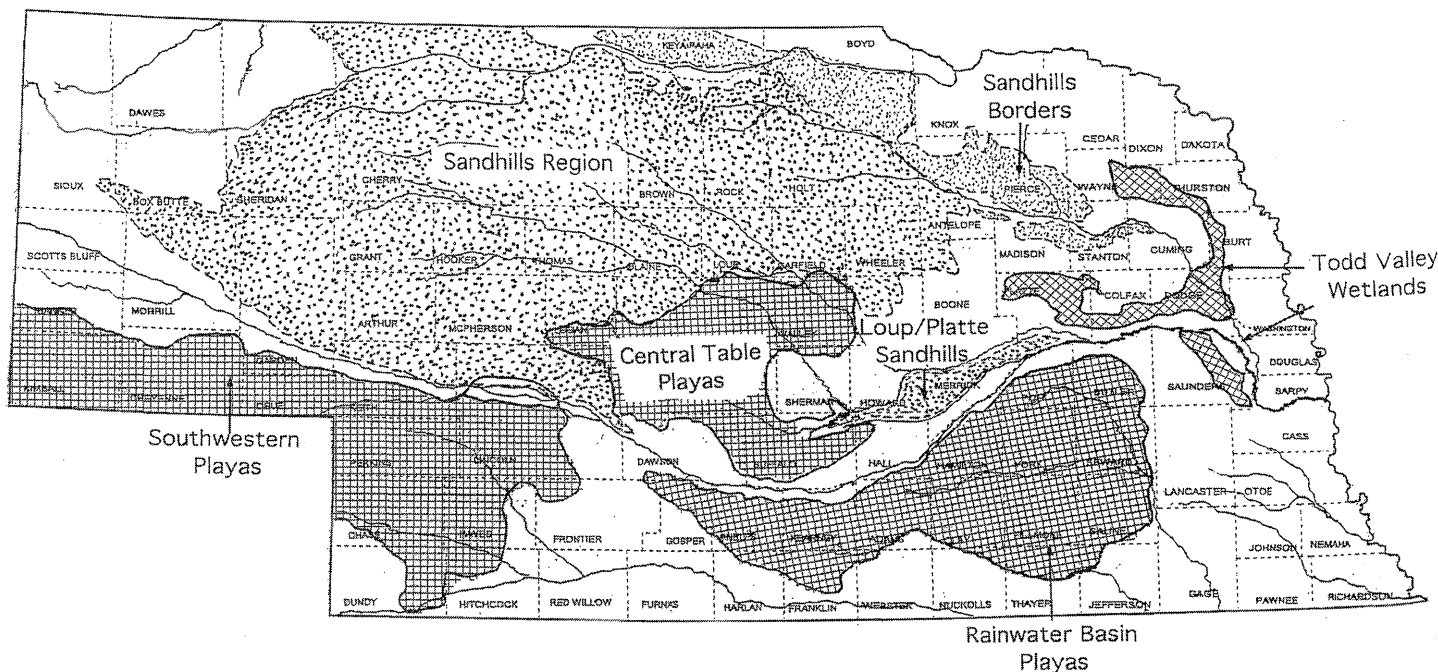 KEYAPAHA
BOYD
Sandhills
Borders
DAWES
KNOX
CEDAR
DIXON
DAKOTA
Sandhills Region
SIOUX
BOX BUTTE
SHERIDAN
CHERRY
BROWN
ROCK
HOLT
PIERCE
WAYNE
THURSTON
ANTELOPE
SCOTTS BLUFF
GRANT
HOOKER
THOMAS
BLAINE
LOUP
GARFIELD
WHEELER
MADISON
STANTON
CUMING
BURT
Todd Valley
Wetlands
MORRILL
ARTHUR
MCPHERSON
BOONE
COLFAX
DODGE
WASHINGTON
Loup/Platte
Sandhills
Central Table
Playas
VALLEY
DOUGLAS
KIMBALL
CHEYENNE
DEUEL
KEITH
SHERMAN
HOWARD
MERRICK
BUTLER
SAUNDERS
SARPY
CASS
Southwestern
Playas
PERKINS
LINCOLN
DAWSON
BUFFALO
HALL
HAMILTON
YORK
SEWARD
LANCASTER
OTOE
CHASE
HAYES
FRONTIER
GOSPER
PHELPS
KEARNEY
SALINE
JOHNSON
NEMAHA
DUNDY
HITCHCOCK
RED WILLOW
FURNAS
HARLAN
FRANKLIN
WEBSTER
NUCKOLLS
THAYER
JEFFERSON
GAGE
PAWNEE
RICHARDSON
Rainwater Basin
Playas